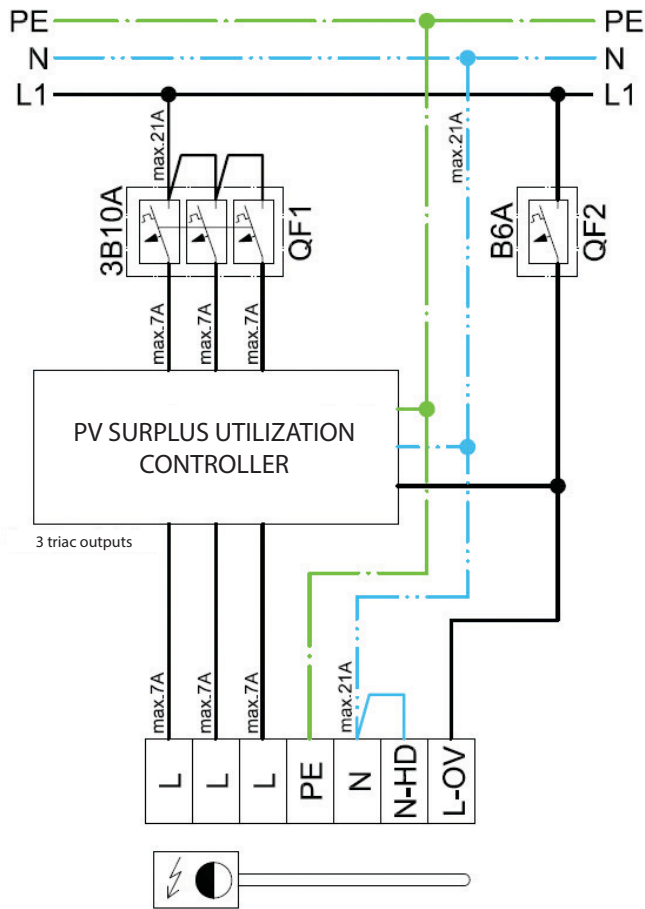 PE PE
N N
L1 L1
max.21A max.21A
3B10A QF1 B6A QF2
max.7A max.7A max.7A
PV SURPLUS UTILIZATION
CONTROLLER
3 triac outputs
max.7A max.7A max.7A max.21A
L L L PE N N-HD L-OV